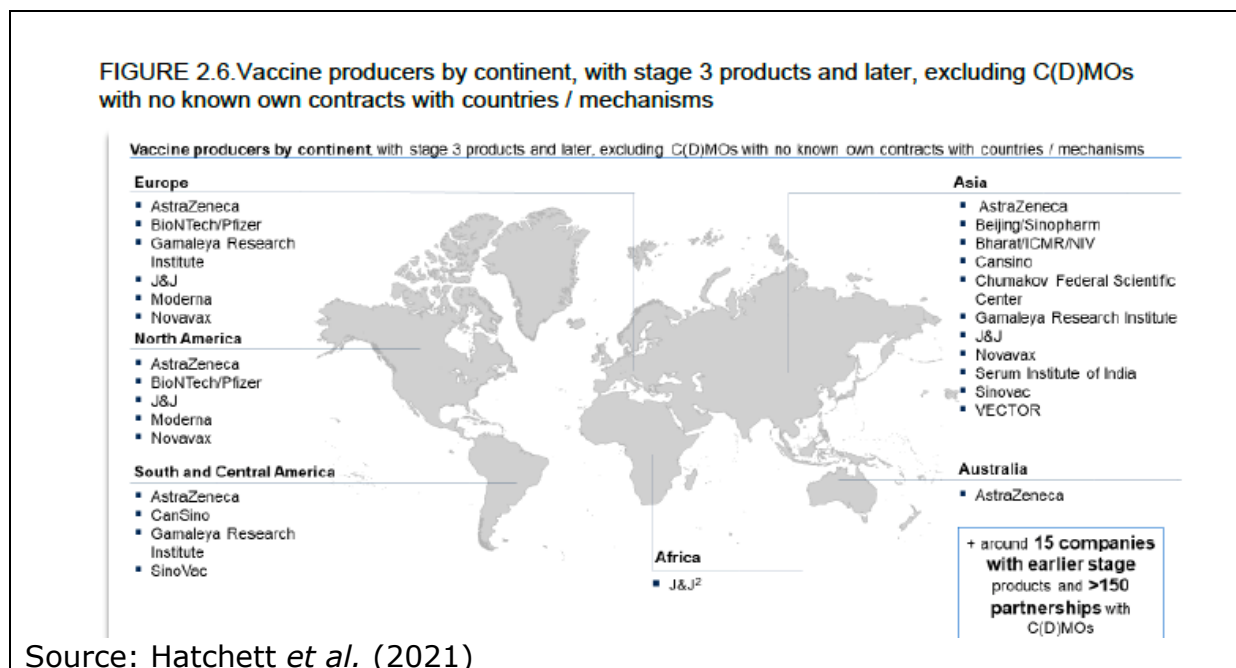 FIGURE 2.6.Vaccine producers by continent, with stage 3 products and later, excluding C(D)MOs
with no known own contracts with countries / mechanisms
Vaccine producers by continent, with stage 3 products and later, excluding C(D)MOs with no known own contracts with countries / mechanisms
Europe
▪ AstraZeneca
▪ BioNTech/Pfizer
▪ Gamaleya Research
Institute
▪ J&J
▪ Moderna
▪ Novavax
North America
▪ AstraZeneca
▪ BioNTech/Pfizer
▪ J&J
▪ Moderna
▪ Novavax
South and Central America
▪ AstraZeneca
▪ CanSino
▪ Gamaleya Research
Institute
▪ SinoVac
Africa
▪ J&J²
Asia
▪ AstraZeneca
▪ Beijing/Sinopharm
▪ Bharat/ICMR/NIV
▪ Cansino
▪ Chumakov Federal Scientific
Center
▪ Gamaleya Research Institute
▪ J&J
▪ Novavax
▪ Serum Institute of India
▪ Sinovac
▪ VECTOR
Australia
▪ AstraZeneca
+ around 15 companies
with earlier stage
products and >150
partnerships with
C(D)MOs
Source: Hatchett et al. (2021)